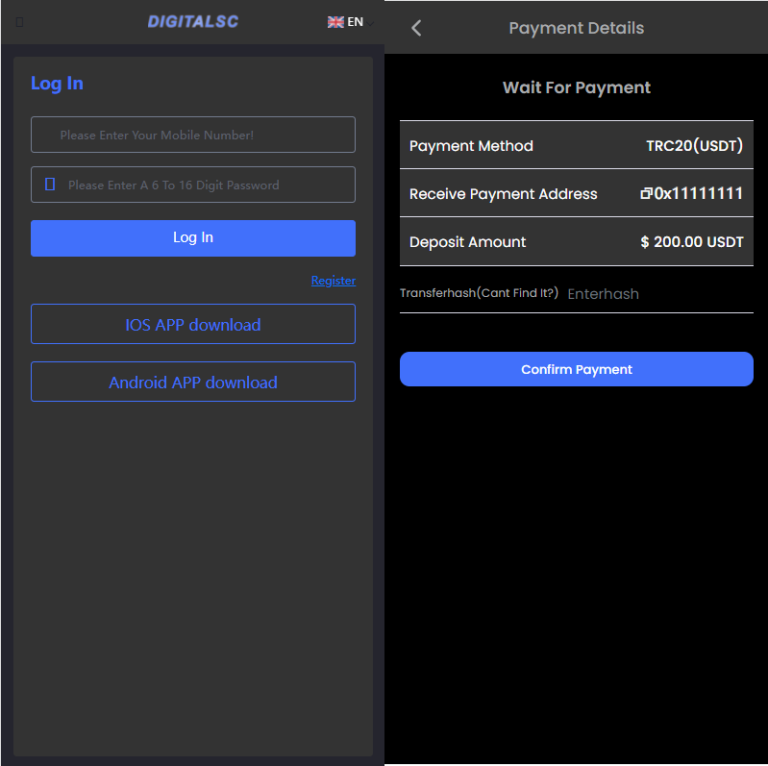 DIGITALSC
EN
Log In
Please Enter Your Mobile Number!
Please Enter A 6 To 16 Digit Password
Log In
Register
IOS APP download
Android APP download
Payment Details
Wait For Payment
Payment Method TRC20(USDT)
Receive Payment Address 0x11111111
Deposit Amount $ 200.00 USDT
Transferhash(Cant Find It?) Enterhash
Confirm Payment